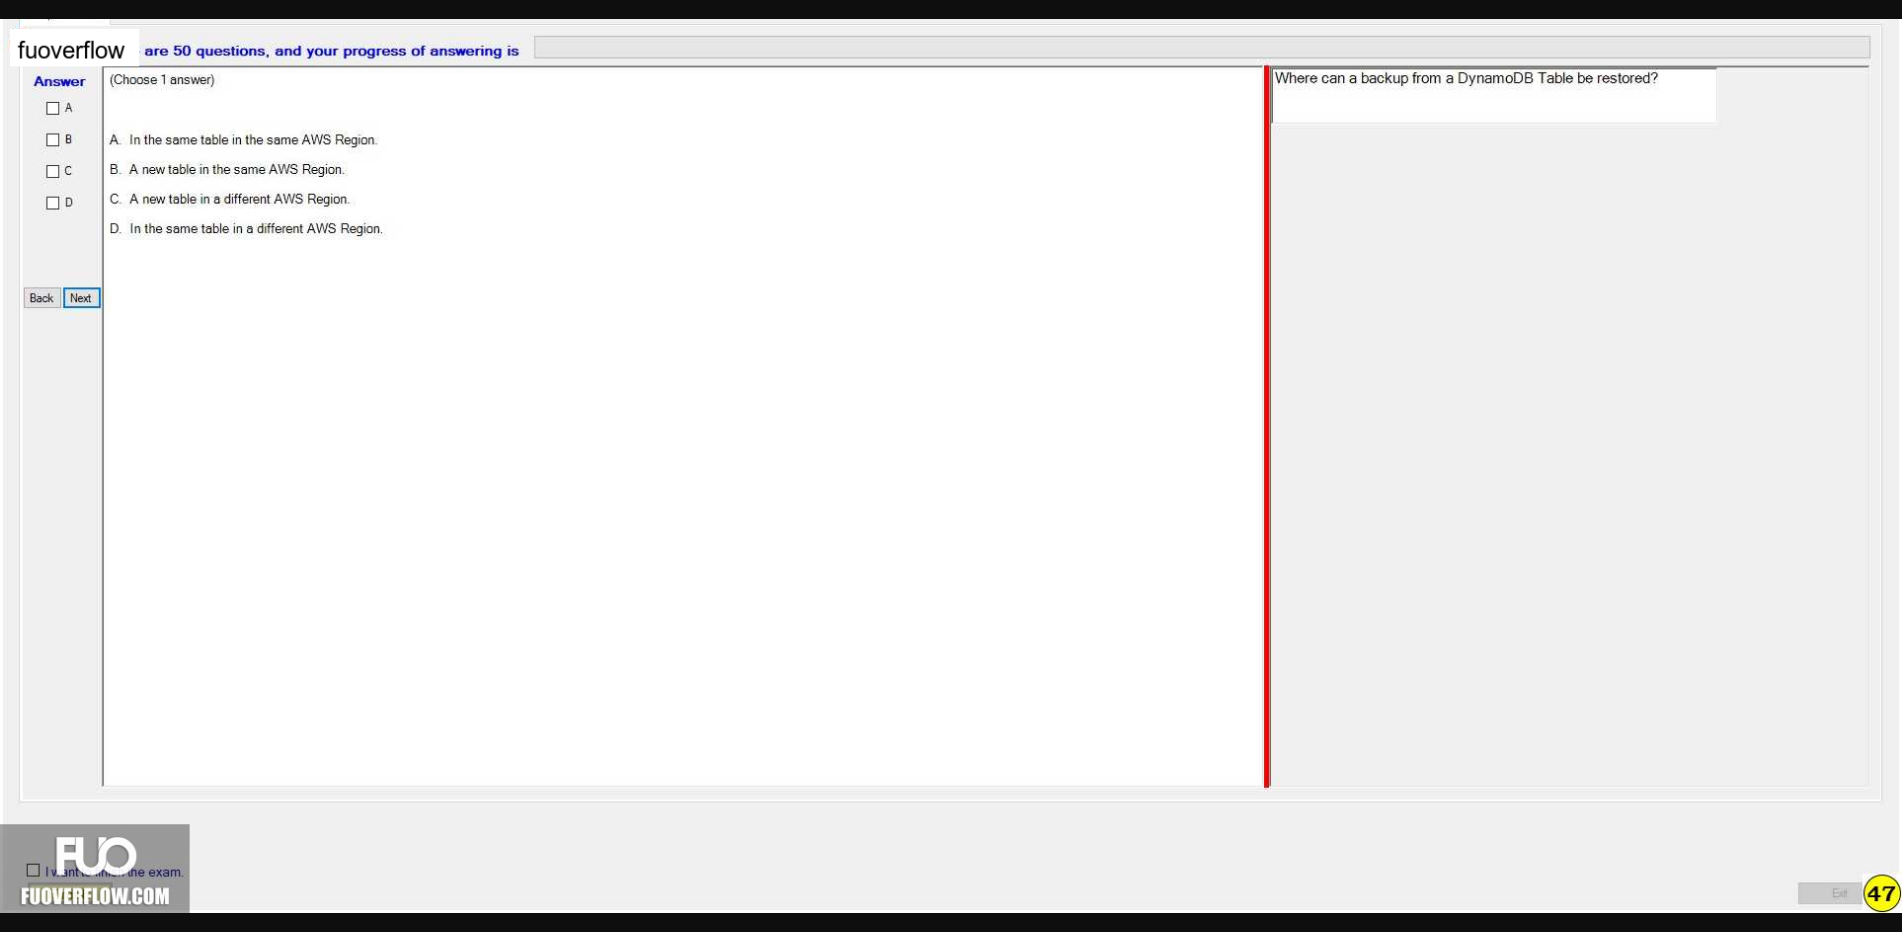 fuoverflow are 50 questions, and your progress of answering is
Answer
A
B
C
D
Back Next
(Choose 1 answer)
A. In the same table in the same AWS Region.
B. A new table in the same AWS Region.
C. A new table in a different AWS Region.
D. In the same table in a different AWS Region.
Where can a backup from a DynamoDB Table be restored?
FUO
I want to finish the exam.
FUOVERFLOW.COM
Exit
47